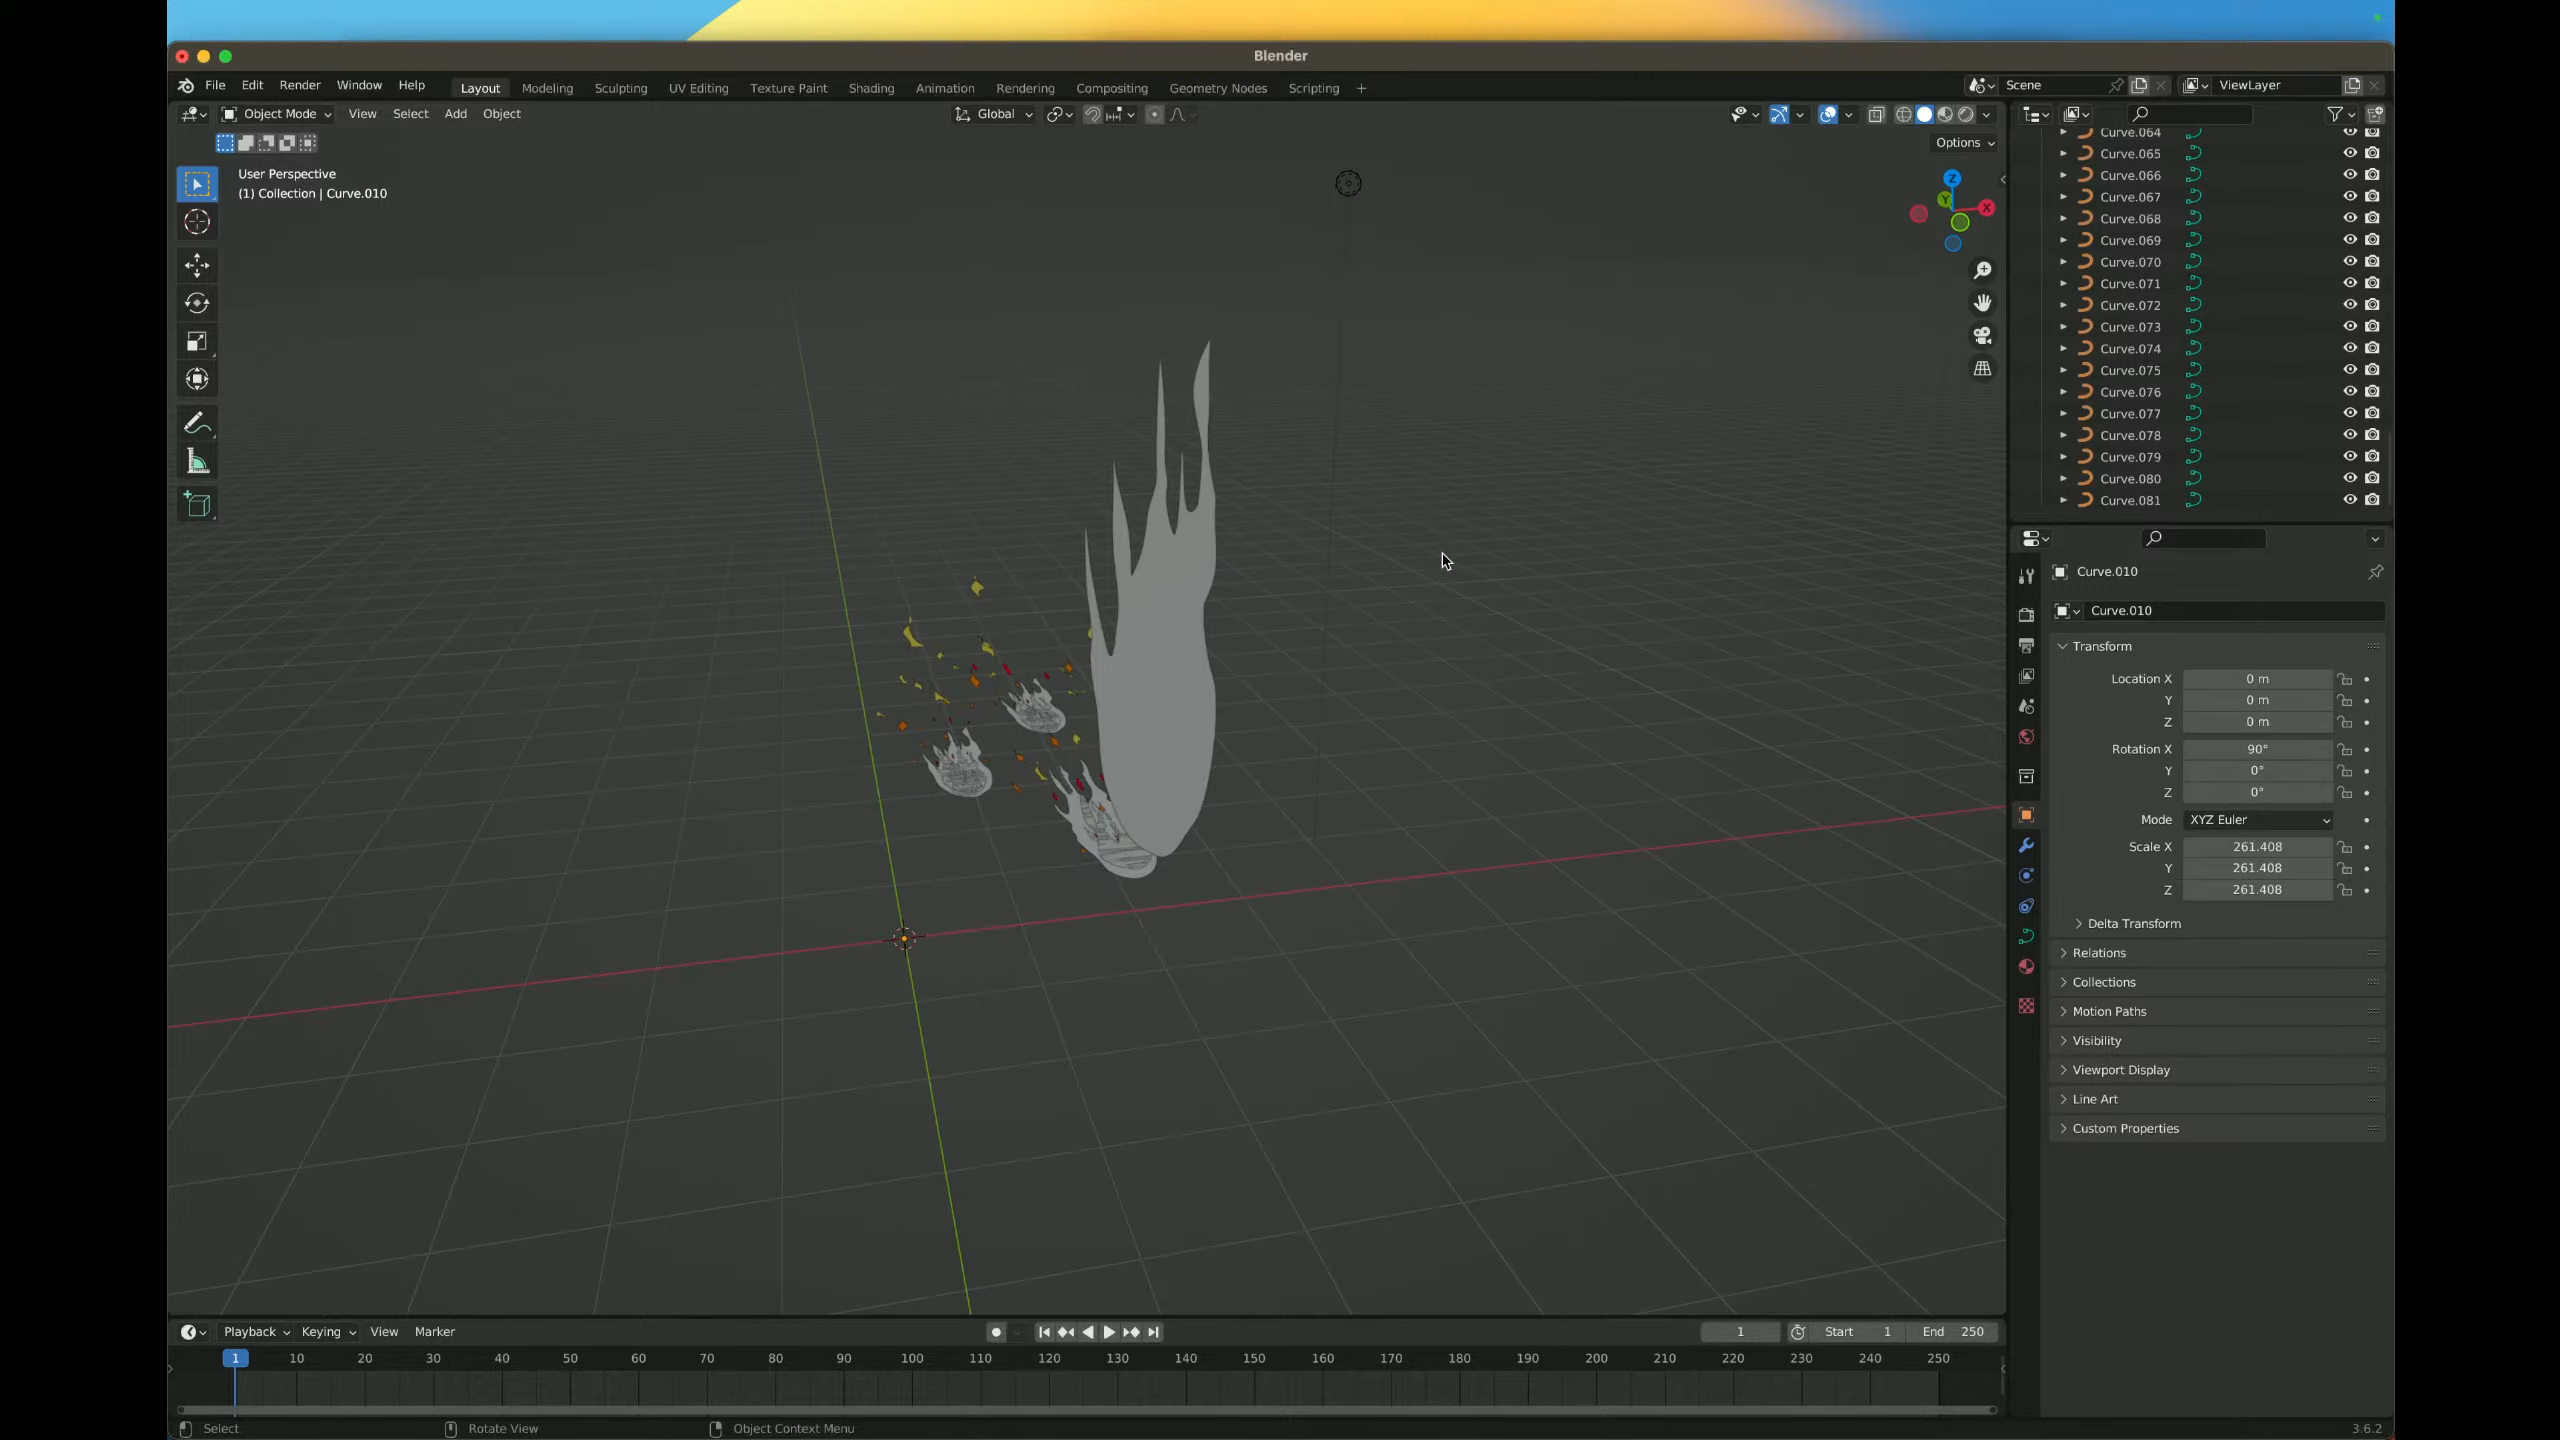 Blender
File Edit Render Window Help Layout Modeling Sculpting UV Editing Texture Paint Shading Animation Rendering Compositing Geometry Nodes Scripting + Scene ViewLayer
Object Mode View Select Add Object Global
Options
User Perspective
(1) Collection | Curve.010
Z
Y
X
Curve.064
Curve.065
Curve.066
Curve.067
Curve.068
Curve.069
Curve.070
Curve.071
Curve.072
Curve.073
Curve.074
Curve.075
Curve.076
Curve.077
Curve.078
Curve.079
Curve.080
Curve.081
Curve.010
Curve.010
Transform
Location X 0 m
Y 0 m
Z 0 m
Rotation X 90°
Y 0°
Z 0°
Mode XYZ Euler
Scale X 261.408
Y 261.408
Z 261.408
Delta Transform
Relations
Collections
Motion Paths
Visibility
Viewport Display
Line Art
Custom Properties
Playback Keying View Marker 1 Start 1 End 250
1 10 20 30 40 50 60 70 80 90 100 110 120 130 140 150 160 170 180 190 200 210 220 230 240 250
Select Rotate View Object Context Menu 3.6.2